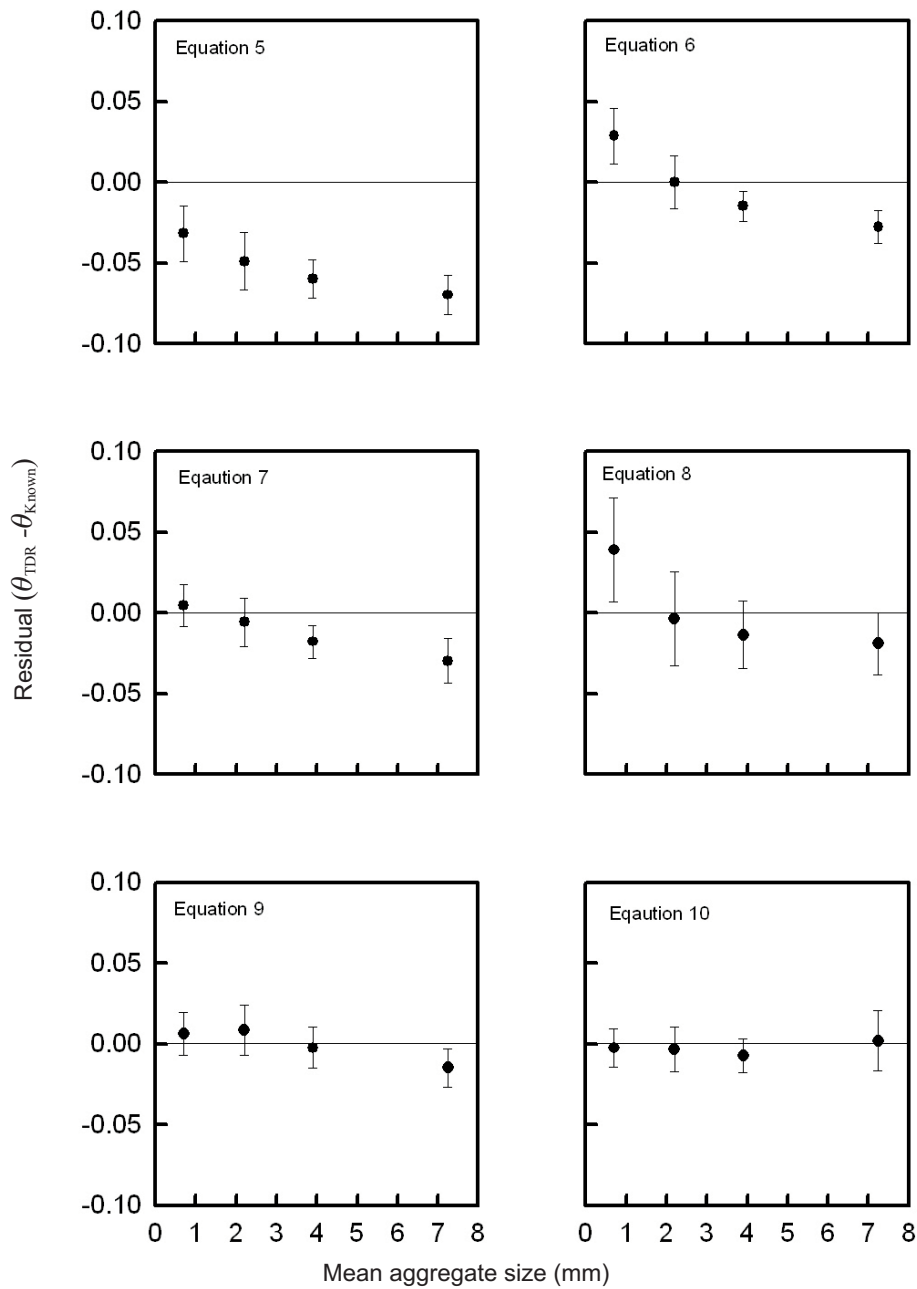 0.10
0.05
0.00
-0.05
-0.10
Equation 5
Equation 6
0.10
0.05
0.00
-0.05
-0.10
Eqaution 7
Equation 8
0.10
0.05
0.00
-0.05
-0.10
Equation 9
Eqaution 10
0 1 2 3 4 5 6 7 8
0 1 2 3 4 5 6 7 8
Mean aggregate size (mm)
Residual (θTDR -θKnown)